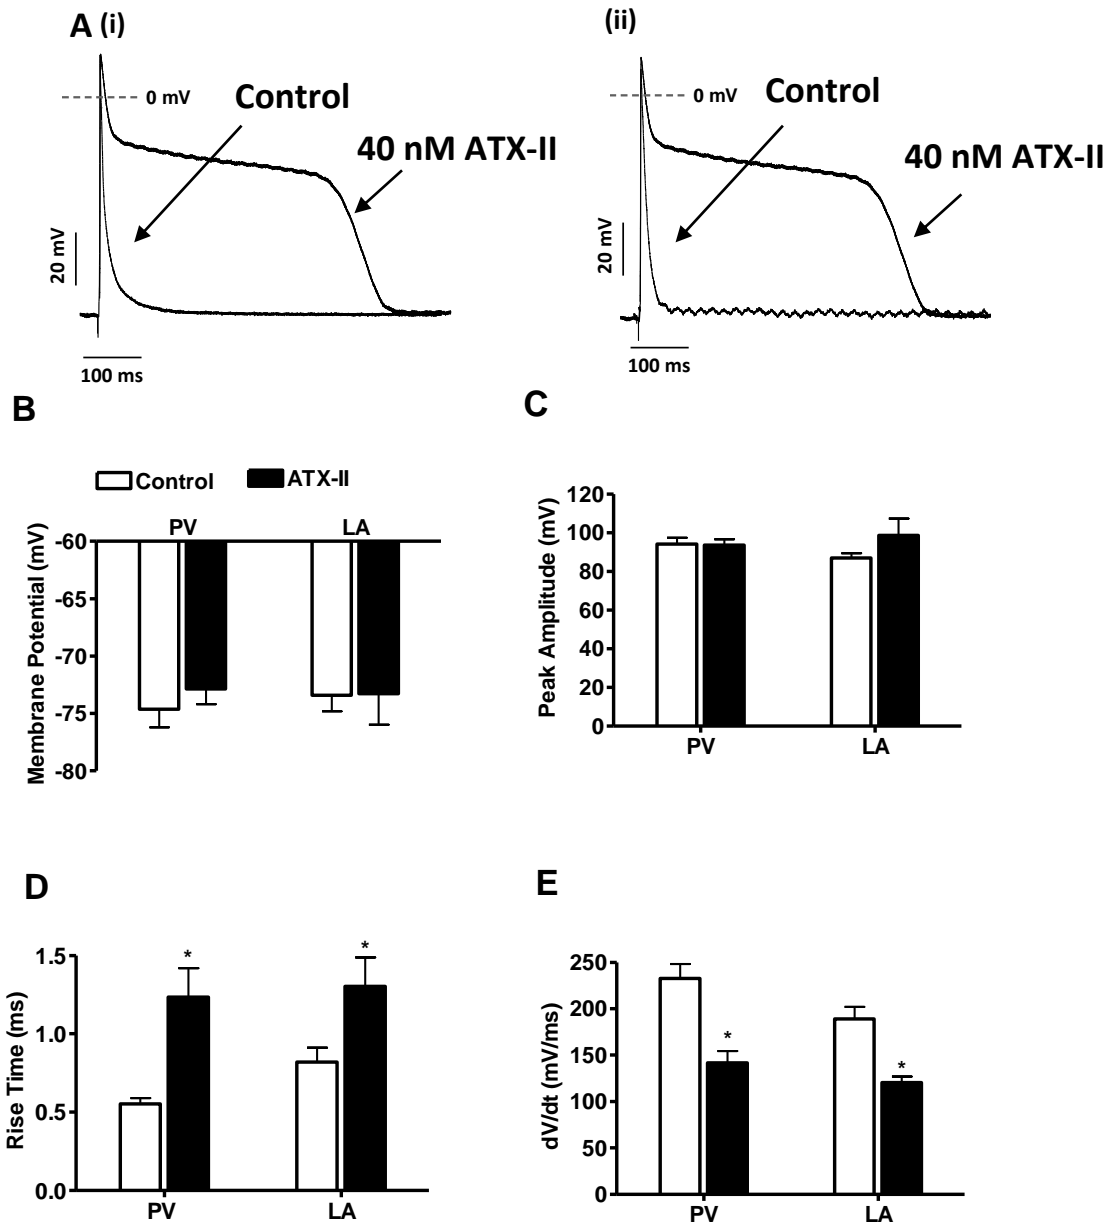 A (i)
0 mV
Control
40 nM ATX-II
20 mV
100 ms
(ii)
0 mV
Control
40 nM ATX-II
20 mV
100 ms
B
Control
ATX-II
PV
LA
Membrane Potential (mV)
-60
-65
-70
-75
-80
C
Peak Amplitude (mV)
120
100
80
60
40
20
0
PV
LA
D
Rise Time (ms)
1.5
1.0
0.5
0.0
*
*
PV
LA
E
dV/dt (mV/ms)
250
200
150
100
50
0
*
*
PV
LA